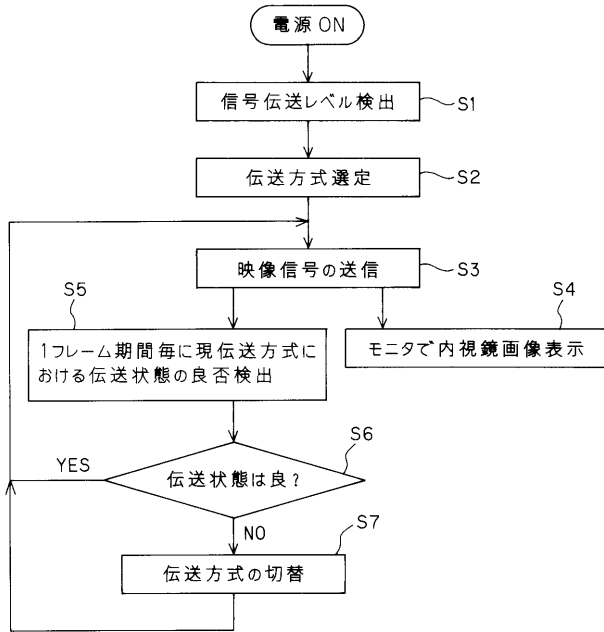 電源 ON
信号伝送レベル検出
S1
伝送方式選定
S2
映像信号の送信
S3
S5
S4
1フレーム期間毎に現伝送方式に
おける伝送状態の良否検出
モニタで内視鏡画像表示
S6
YES
伝送状態は良?
NO
S7
伝送方式の切替